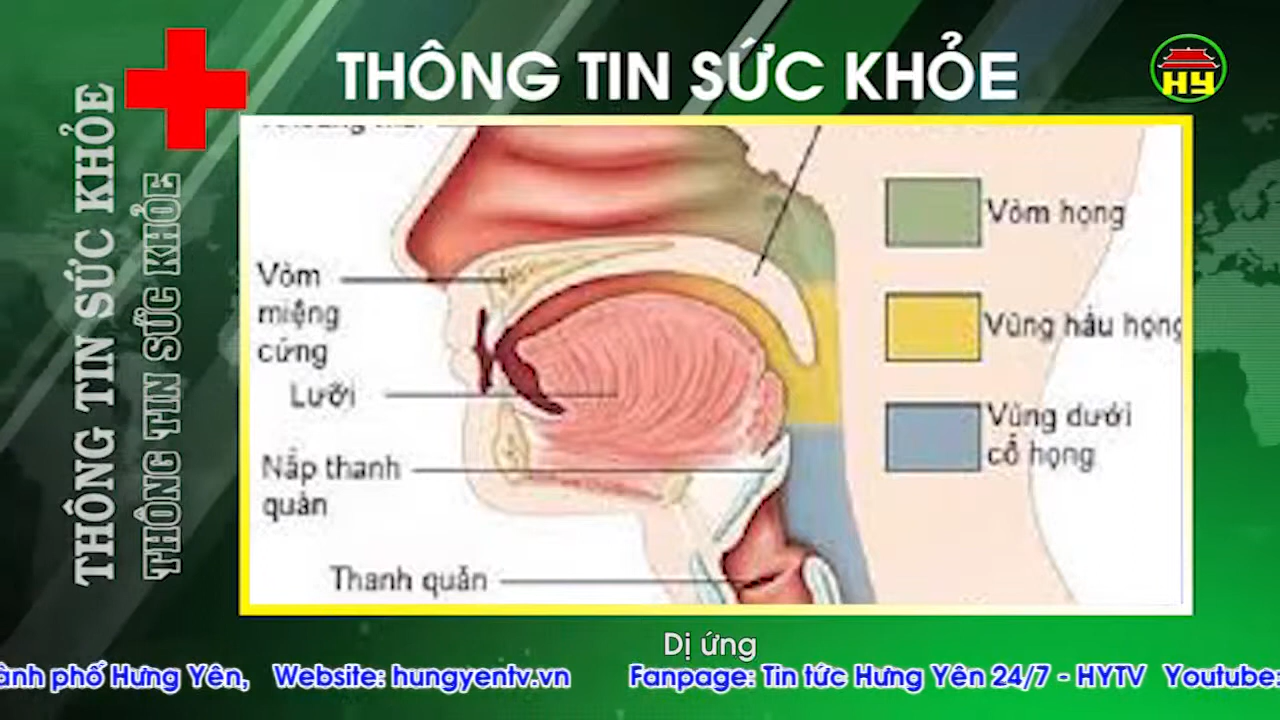 THÔNG TIN SỨC KHỎE
HY
THÔNG TIN SỨC KHỎE
THÔNG TIN SỨC KHỎE
Vòm
miệng
cứng
Lưỡi
Nắp thanh
quản
Thanh quản
Vòm họng
Vũng hầu họng
Vùng dưới
cổ họng
Dị ứng
ành phố Hưng Yên, Website: hungyentv.vn Fanpage: Tin tức Hưng Yên 24/7 - HYTV Youtube: